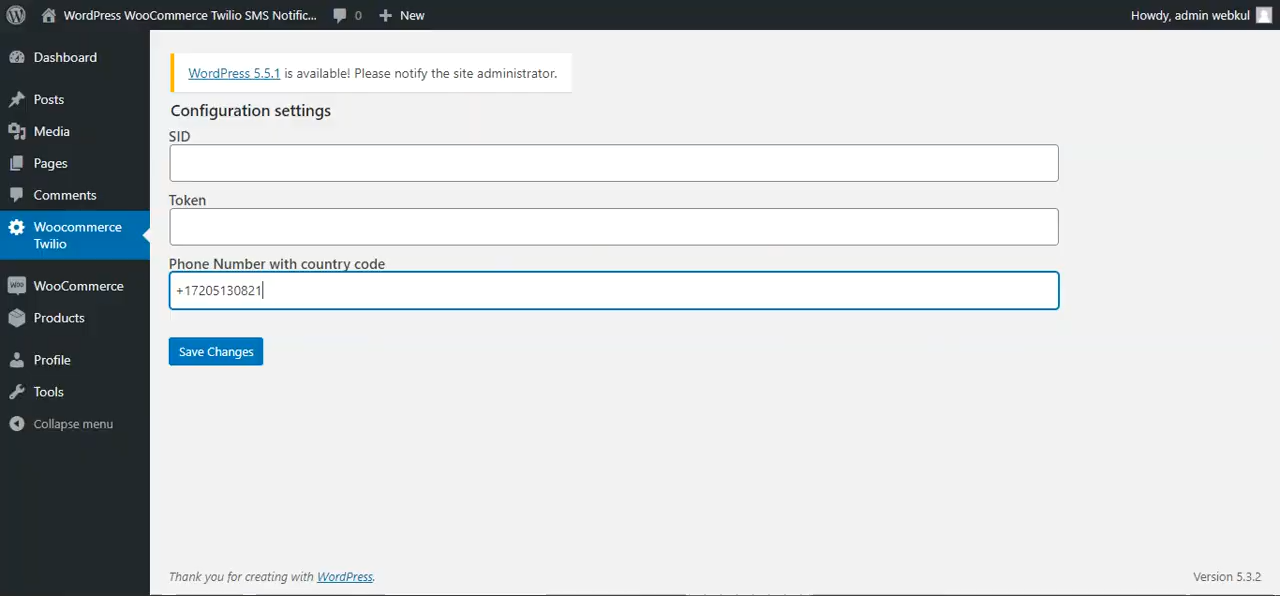 WordPress WooCommerce Twilio SMS Notific... 0 New
Howdy, admin webkul
Dashboard
Posts
Media
Pages
Comments
Woocommerce
Twilio
WooCommerce
Products
Profile
Tools
Collapse menu
WordPress 5.5.1 is available! Please notify the site administrator.
Configuration settings
SID
Token
Phone Number with country code
+17205130821
Save Changes
Thank you for creating with WordPress.
Version 5.3.2